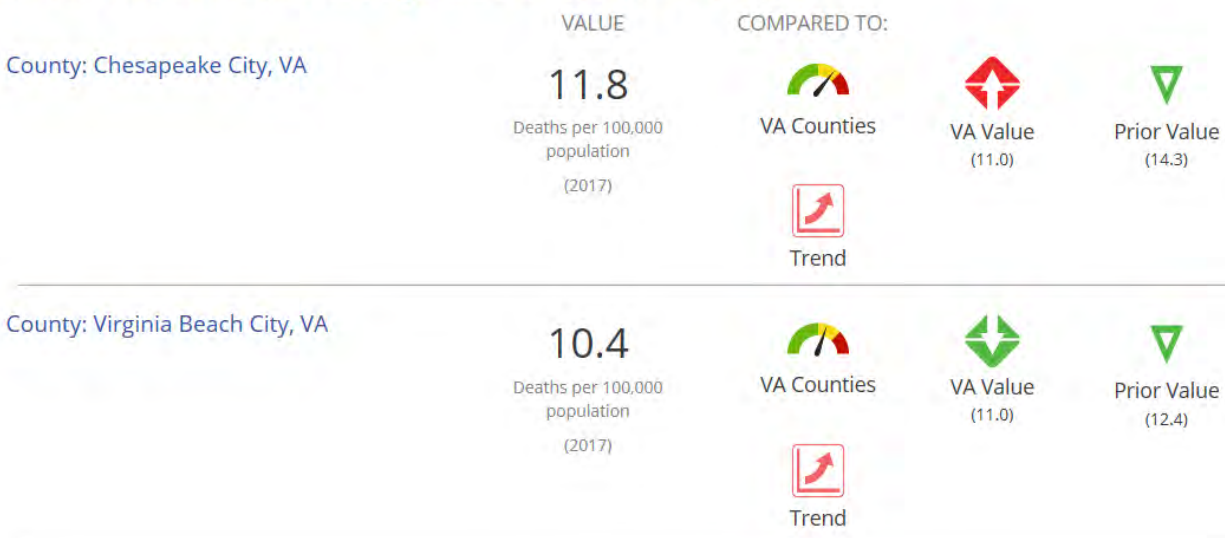 VALUE
COMPARED TO:
County: Chesapeake City, VA
11.8
Deaths per 100,000
population
(2017)
VA Counties
VA Value
(11.0)
Prior Value
(14.3)
Trend
County: Virginia Beach City, VA
10.4
Deaths per 100,000
population
(2017)
VA Counties
VA Value
(11.0)
Prior Value
(12.4)
Trend